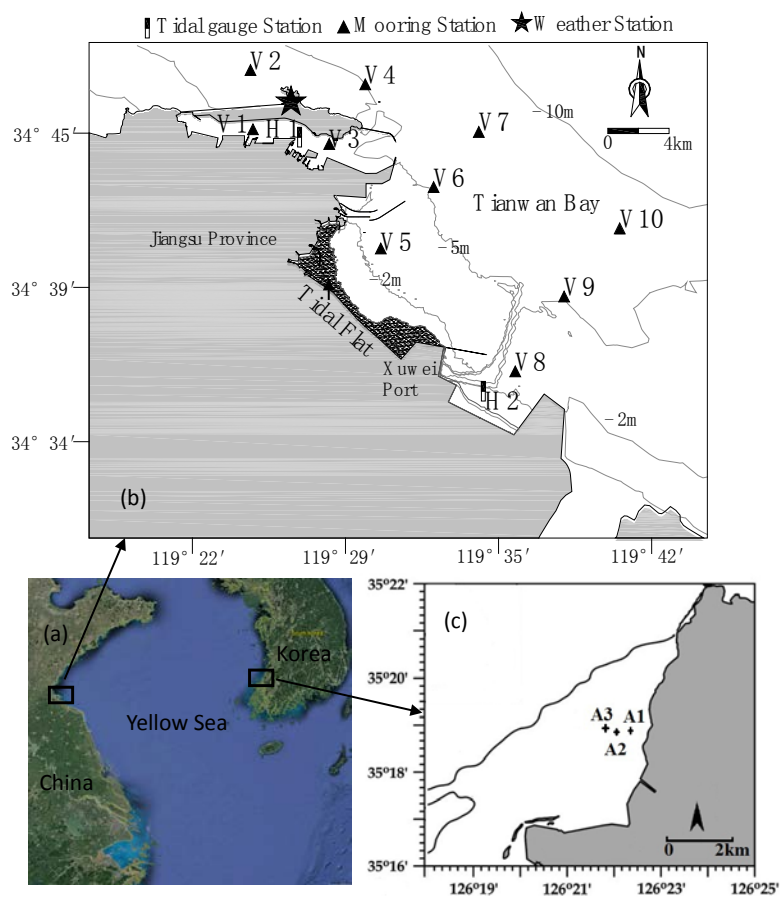 Tidal gauge Station Mooring Station Weather Station
V2
V4
N
V7
-10m
34° 45′
V1
H1
V3
0 4km
V6
Tianwan Bay
V10
Jiangsu Province
V5
-5m
-2m
34° 39′
V9
Tidal Flat
Xuwei
Port
V8
H2
-2m
34° 34′
(b)
119° 22′ 119° 29′ 119° 35′ 119° 42′
(a)
Korea
Yellow Sea
China
35°22'
(c)
35°20'
A3 A1
A2
35°18'
0 2km
35°16'
126°19' 126°21' 126°23' 126°25'